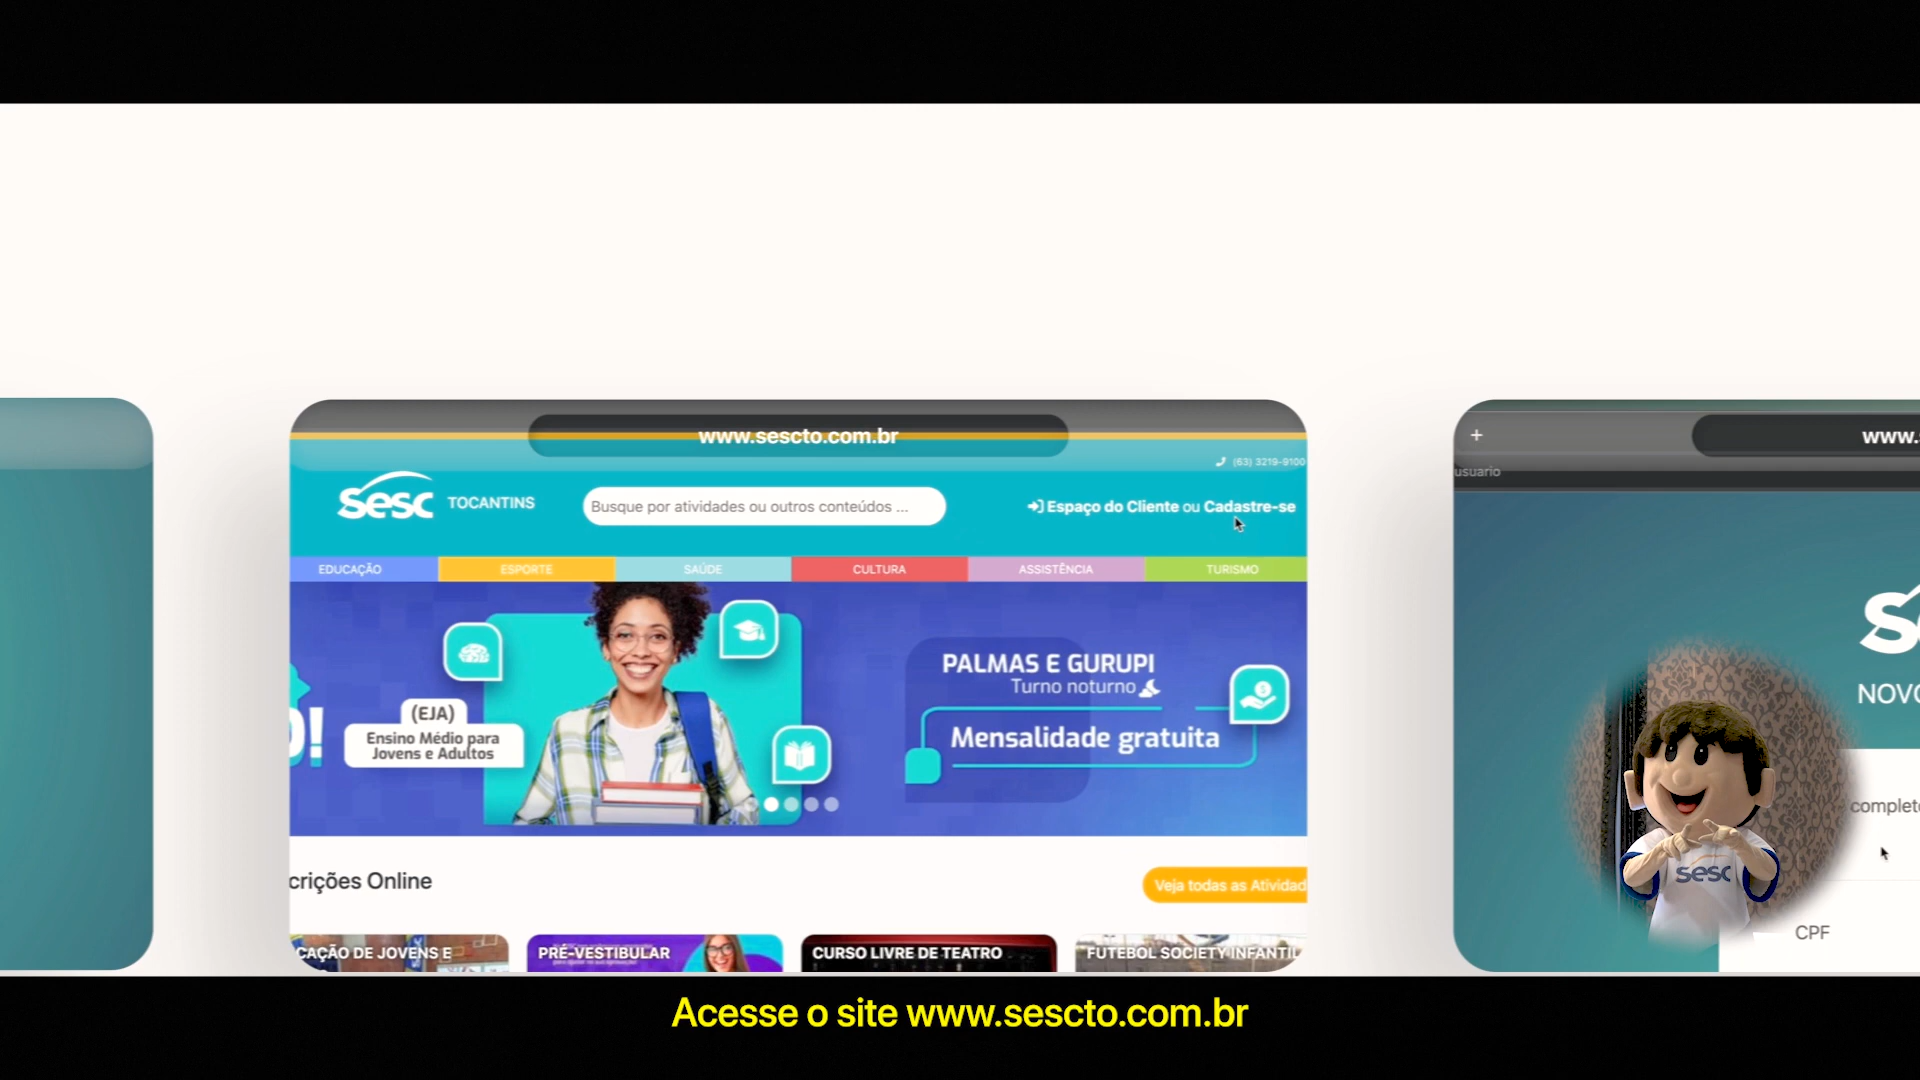 www.sescto.com.br
(63) 3219-9100
sesc TOCANTINS
Busque por atividades ou outros conteúdos ...
Espaço do Cliente ou Cadastre-se
EDUCAÇÃO
ESPORTE
SAÚDE
CULTURA
ASSISTÊNCIA
TURISMO
O!
(EJA)
Ensino Médio para
Jovens e Adultos
PALMAS E GURUPI
Turno noturno
Mensalidade gratuita
crições Online
Veja todas as Atividad
CAÇÃO DE JOVENS E
PRÉ-VESTIBULAR
CURSO LIVRE DE TEATRO
FUTEBOL SOCIETY INFANTIL
+
www.s
usuario
S
NOVO
complet
CPF
sesc
Acesse o site www.sescto.com.br